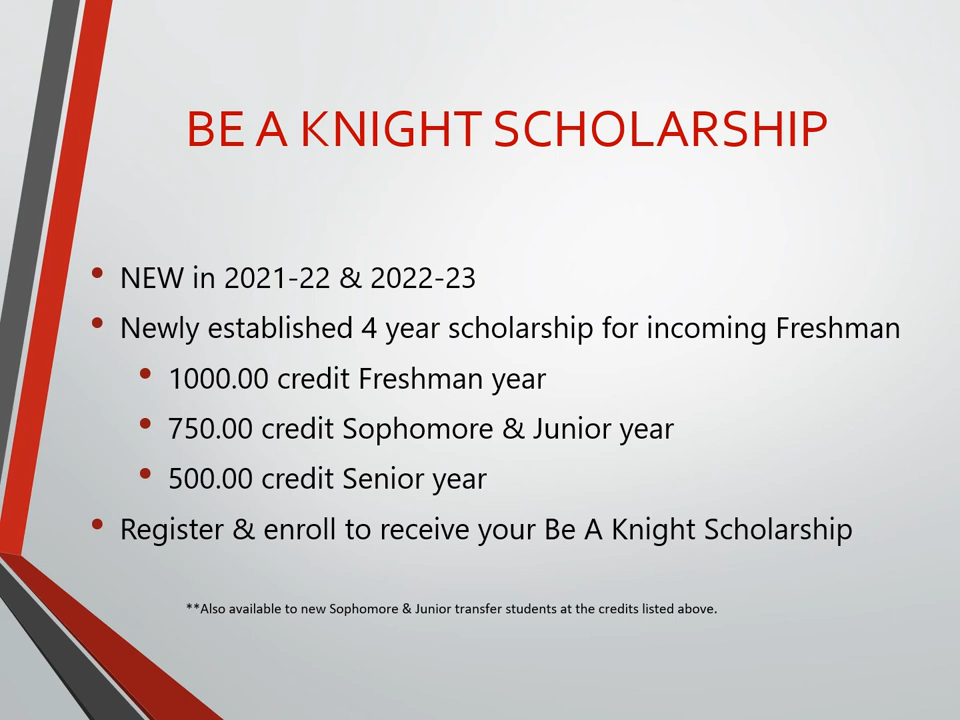 BE A KNIGHT SCHOLARSHIP
• NEW in 2021-22 & 2022-23
• Newly established 4 year scholarship for incoming Freshman
• 1000.00 credit Freshman year
• 750.00 credit Sophomore & Junior year
• 500.00 credit Senior year
• Register & enroll to receive your Be A Knight Scholarship
**Also available to new Sophomore & Junior transfer students at the credits listed above.